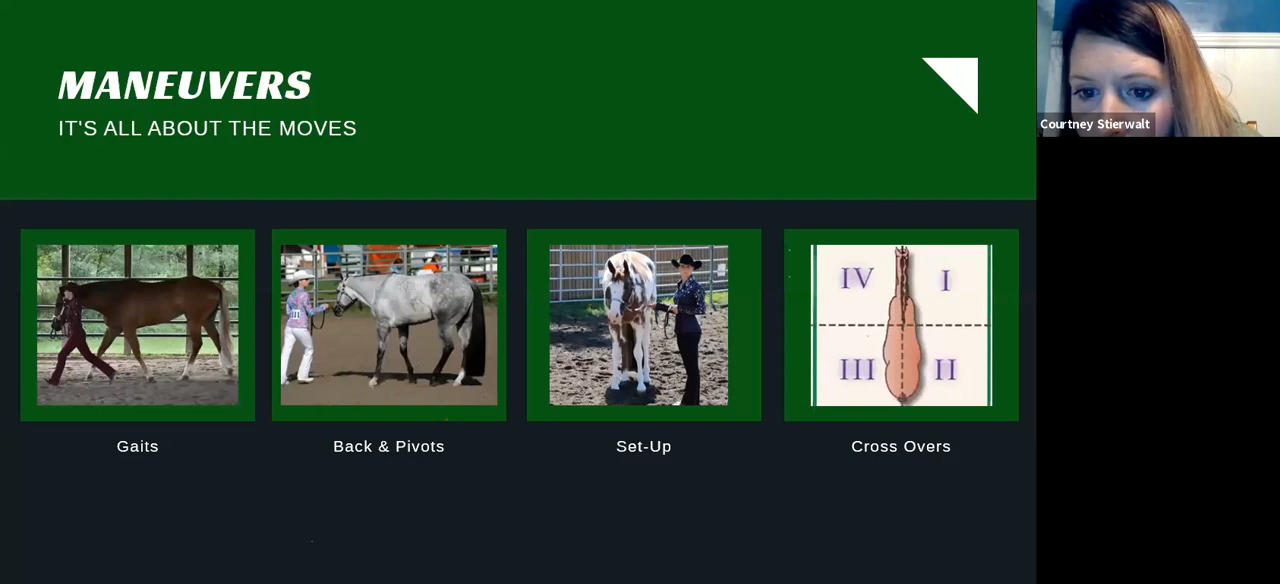 MANEUVERS
IT'S ALL ABOUT THE MOVES
Courtney Stierwalt
IV
I
III
II
Gaits
Back & Pivots
Set-Up
Cross Overs